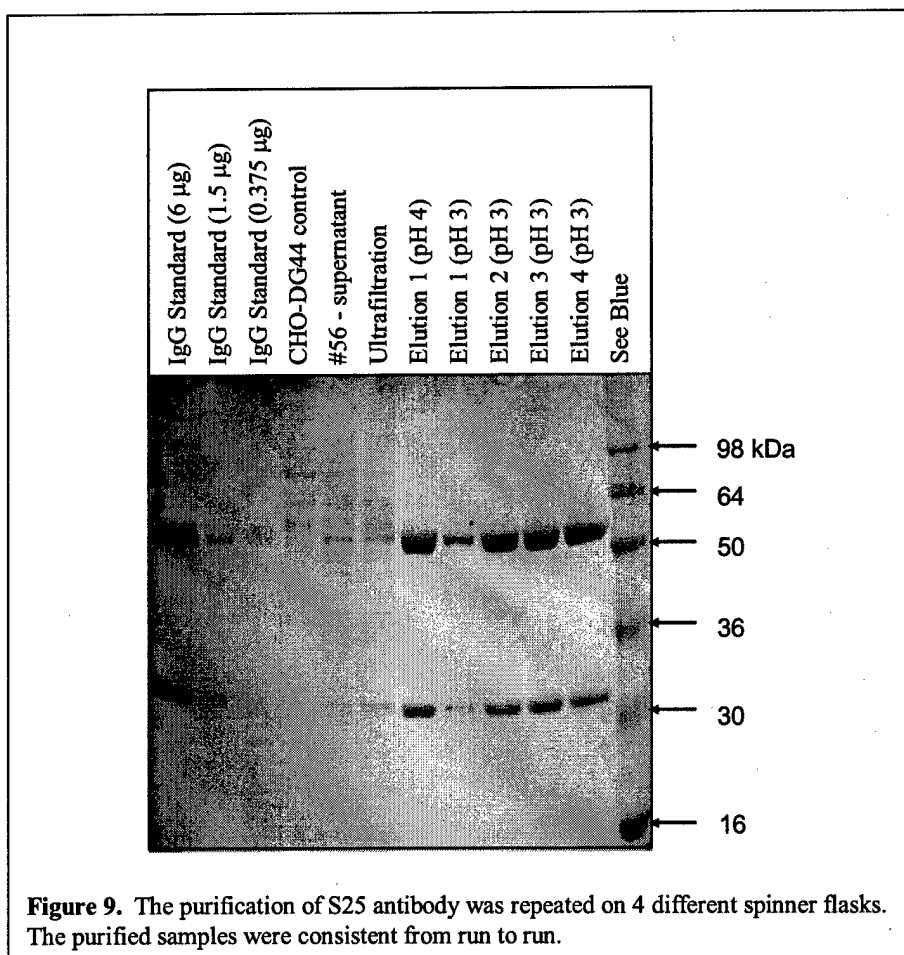 IgG Standard (6 µg)
IgG Standard (1.5 µg)
IgG Standard (0.375 µg)
CHO-DG44 control
#56 - supernatant
Ultrafiltration
Elution 1 (pH 4)
Elution 1 (pH 3)
Elution 2 (pH 3)
Elution 3 (pH 3)
Elution 4 (pH 3)
See Blue
98 kDa
64
50
36
30
16
Figure 9. The purification of S25 antibody was repeated on 4 different spinner flasks.
The purified samples were consistent from run to run.